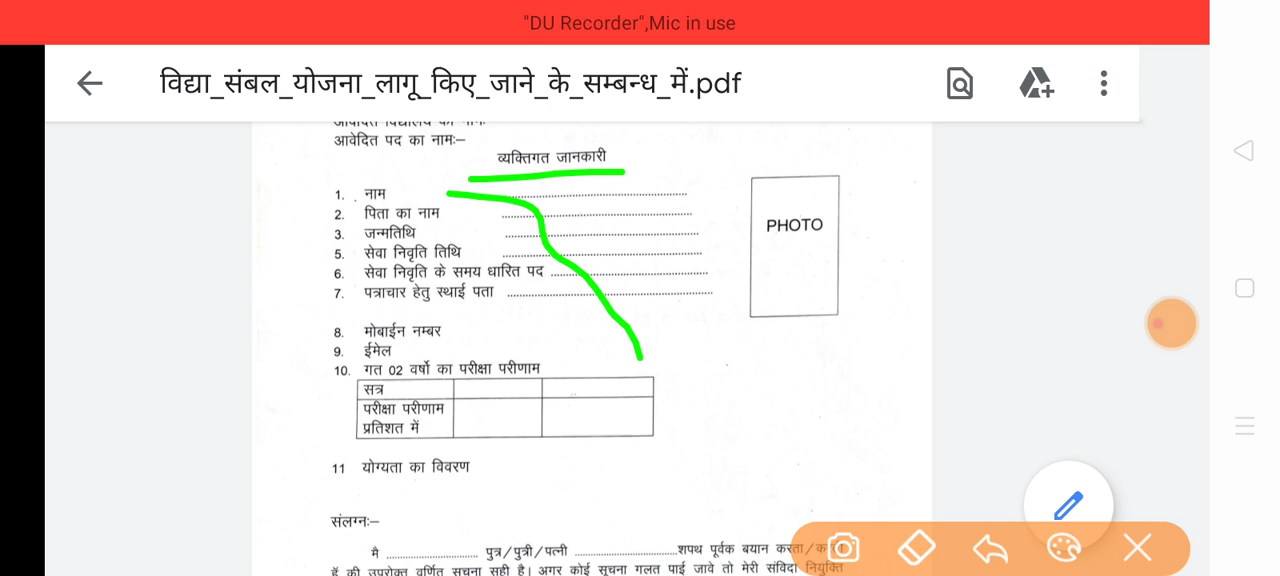 "DU Recorder",Mic in use
विद्या_संबल_योजना_लागू_किए_जाने_के_सम्बन्ध_में.pdf
आवेदित विद्यालय का नामः
आवेदित पद का नामः–
व्यक्तिगत जानकारी
1. . नाम ....................
2. पिता का नाम ....................
3. जन्मतिथि ....................
5. सेवा निवृति तिथि ....................
6. सेवा निवृति के समय धारित पद ....................
7. पत्राचार हेतु स्थाई पता ....................
PHOTO
8. मोबाईन नम्बर
9. ईमेल
10. गत 02 वर्षो का परीक्षा परीणाम
सत्र
परीक्षा परीणाम
प्रतिशत में
11 योग्यता का विवरण
संलग्नः–
मै .................... पुत्र/पुत्री/पत्नी ....................शपथ पूर्वक बयान करता/करती
हूँ की उपरोक्त वर्णित सूचना सही है। अगर कोई सूचना गलत पाई जावे तो मेरी संविदा नियुक्ति